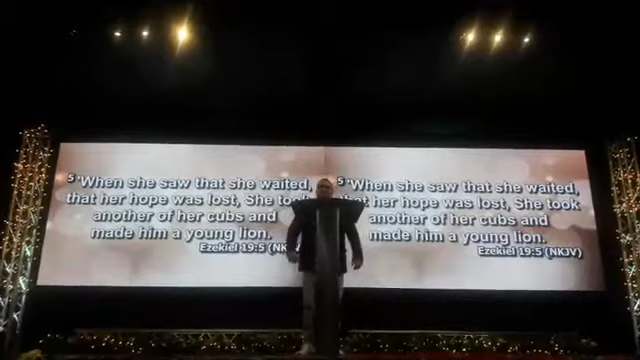 5 'When she saw that she waited,
that her hope was lost, She took
another of her cubs and
made him a young lion.
Ezekiel 19:5 (NKJV)
5 'When she saw that she waited,
that her hope was lost, She took
another of her cubs and
made him a young lion.
Ezekiel 19:5 (NKJV)